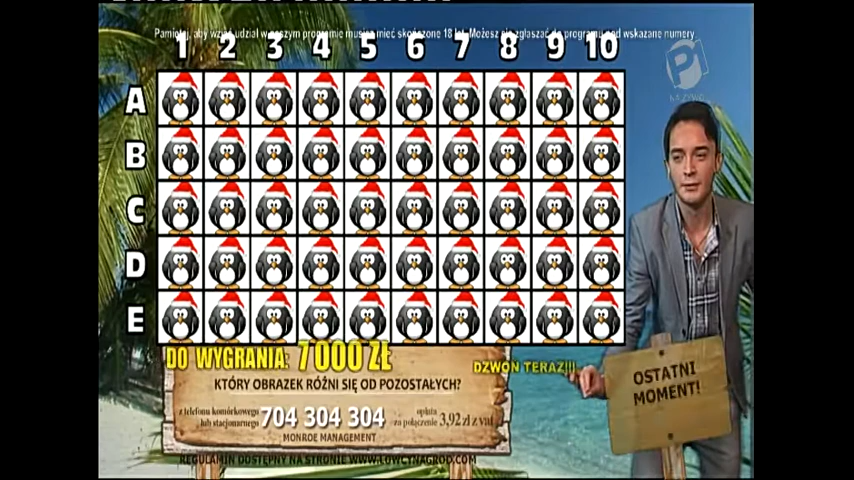 Pamiętaj, aby wziąć udział w naszym programie musisz mieć skończone 18 lat. Możesz się zgłaszać do programu pod wskazane numery
1 2 3 4 5 6 7 8 9 10
P
NA ŻYWO
A
B
C
D
E
DO WYGRANIA: 7000 ZŁ
DZWOŃ TERAZ!!!
KTÓRY OBRAZEK RÓŻNI SIĘ OD POZOSTAŁYCH?
OSTATNI
MOMENT!
z telefonu komórkowego
lub stacjonarnego
704 304 304
opłata
za połączenie 3,92 zł z vat
MONROE MANAGEMENT
REGULAMIN DOSTĘPNY NA STRONIE WWW.LOWCYNAGROD.COM